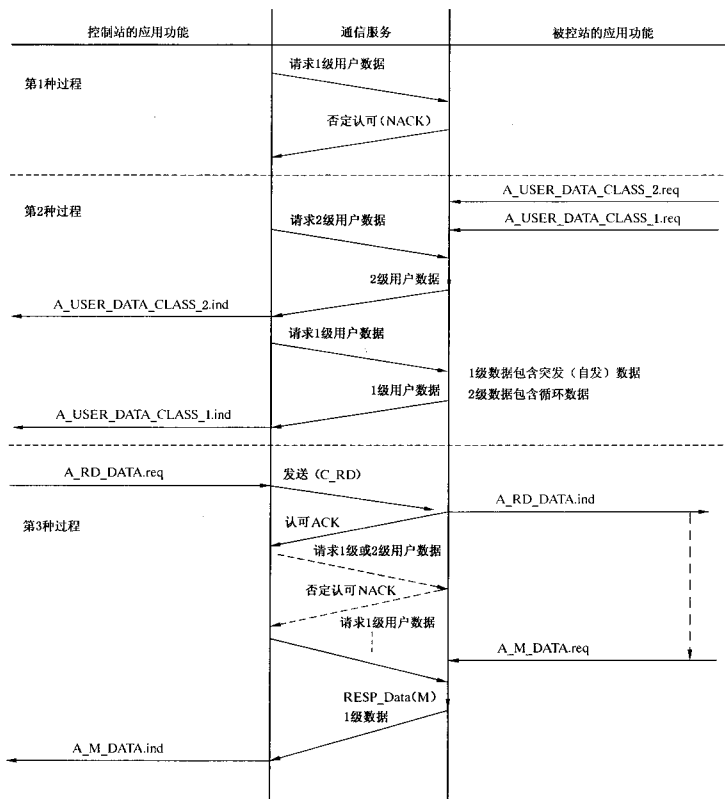 控制站的应用功能
通信服务
被控站的应用功能
请求1级用户数据
第1种过程
否定认可(NACK)
A_USER_DATA_CLASS_2.req
第2种过程
请求2级用户数据
A_USER_DATA_CLASS_1.req
2级用户数据
A_USER_DATA_CLASS_2.ind
请求1级用户数据
1级数据包含突发（自发）数据
1级用户数据
2级数据包含循环数据
A_USER_DATA_CLASS_1.ind
A_RD_DATA.req
发送（C_RD）
A_RD_DATA.ind
第3种过程
认可ACK
请求1级或2级用户数据
否定认可NACK
请求1级用户数据
A_M_DATA.req
RESP_Data(M)
1级数据
A_M_DATA.ind